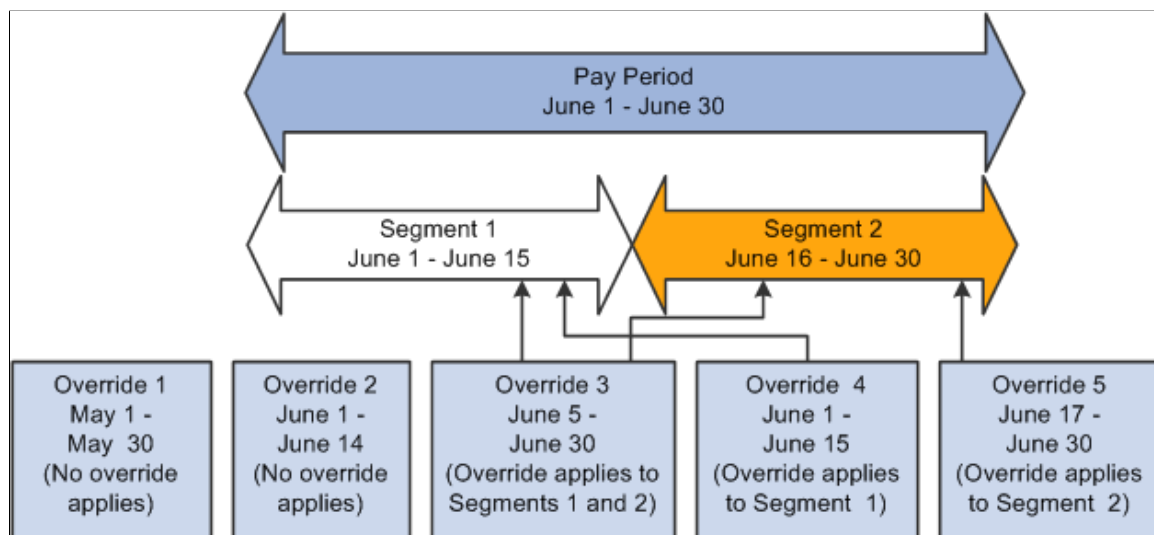 Pay Period
June 1 - June 30
Segment 1
June 1 - June 15
Segment 2
June 16 - June 30
Override 1
May 1 -
May 30
(No override
applies)
Override 2
June 1 -
June 14
(No override
applies)
Override 3
June 5 -
June 30
(Override applies to
Segments 1 and 2)
Override 4
June 1 -
June 15
(Override applies
to Segment 1)
Override 5
June 17 -
June 30
(Override applies
to Segment 2)